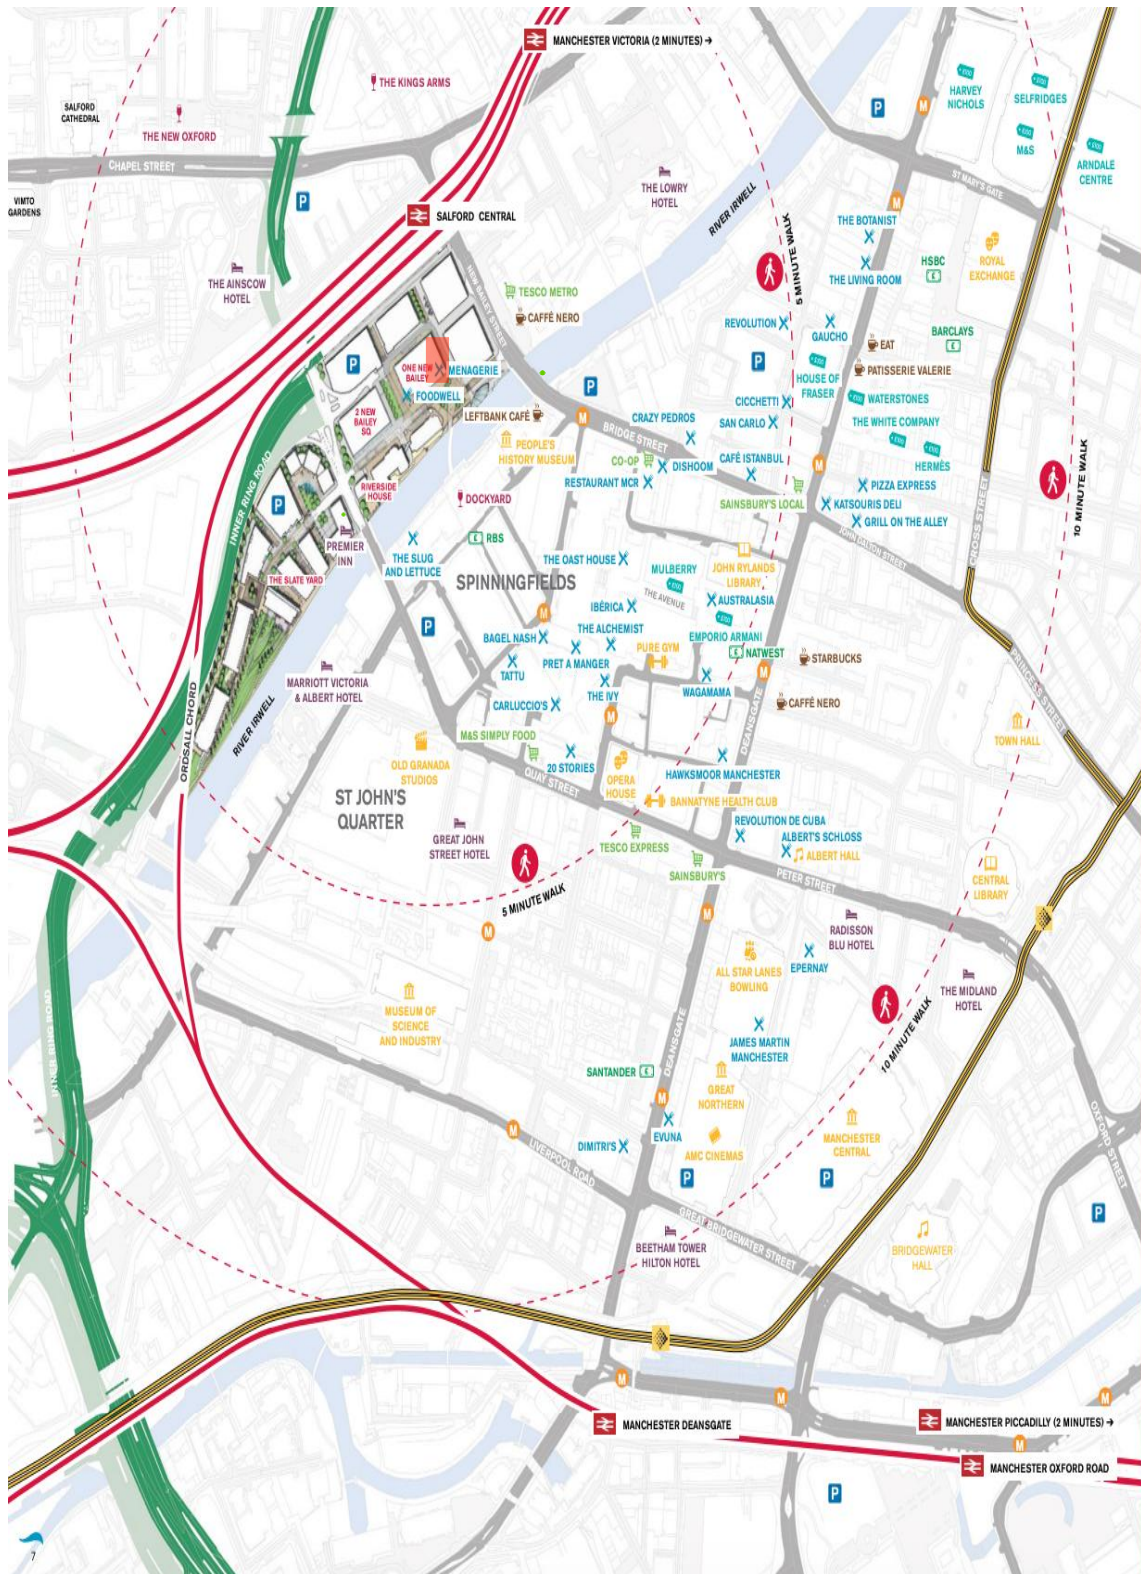 MANCHESTER VICTORIA (2 MINUTES) →
THE KINGS ARMS
SALFORD
CATHEDRAL
THE NEW OXFORD
CHAPEL STREET
VIMTO
GARDENS
P
P
M
HARVEY
NICHOLS
SELFRIDGES
M&S
ARNDALE
CENTRE
ST MARY'S GATE
THE LOWRY
HOTEL
RIVER IRWELL
SALFORD CENTRAL
M
THE BOTANIST
THE LIVING ROOM
HSBC
ROYAL
EXCHANGE
5 MINUTE WALK
THE AINSCOW
HOTEL
NEW BAILEY STREET
TESCO METRO
CAFFÈ NERO
REVOLUTION
GAUCHO
EAT
BARCLAYS
PATISSERIE VALERIE
HOUSE OF
FRASER
WATERSTONES
THE WHITE COMPANY
HERMÈS
P
P
P
ONE NEW
BAILEY
MENAGERIE
FOODWELL
2 NEW
BAILEY
SQ
LEFTBANK CAFÉ
M
BRIDGE STREET
CRAZY PEDROS
CICCHETTI
SAN CARLO
PEOPLE'S
HISTORY MUSEUM
CO-OP
DISHOOM
CAFÉ ISTANBUL
M
RESTAURANT MCR
SAINSBURY'S LOCAL
PIZZA EXPRESS
KATSOURIS DELI
GRILL ON THE ALLEY
JOHN DALTON STREET
CROSS STREET
10 MINUTE WALK
INNER RING ROAD
P
RIVERSIDE
HOUSE
DOCKYARD
PREMIER
INN
RBS
THE SLUG
AND LETTUCE
THE SLATE YARD
SPINNINGFIELDS
THE OAST HOUSE
MULBERRY
THE AVENUE
JOHN RYLANDS
LIBRARY
IBÉRICA
AUSTRALASIA
M
P
BAGEL NASH
THE ALCHEMIST
EMPORIO ARMANI
PURE GYM
NATWEST
PRET A MANGER
TATTU
STARBUCKS
M
THE IVY
WAGAMAMA
CARLUCCIO'S
CAFFÈ NERO
M
DEANSGATE
PRINCESS STREET
TOWN HALL
MARRIOTT VICTORIA
& ALBERT HOTEL
ORDSALL CHORD
RIVER IRWELL
M&S SIMPLY FOOD
OLD GRANADA
STUDIOS
20 STORIES
QUAY STREET
OPERA
HOUSE
HAWKSMOOR MANCHESTER
BANNATYNE HEALTH CLUB
ST JOHN'S
QUARTER
GREAT JOHN
STREET HOTEL
TESCO EXPRESS
REVOLUTION DE CUBA
ALBERT'S SCHLOSS
ALBERT HALL
SAINSBURY'S
PETER STREET
CENTRAL
LIBRARY
5 MINUTE WALK
M
M
RADISSON
BLU HOTEL
EPERNAY
ALL STAR LANES
BOWLING
THE MIDLAND
HOTEL
INNER RING ROAD
MUSEUM OF
SCIENCE
AND INDUSTRY
DEANSGATE
JAMES MARTIN
MANCHESTER
10 MINUTE WALK
SANTANDER
GREAT
NORTHERN
M
M
LIVERPOOL ROAD
DIMITRI'S
EVUNA
AMC CINEMAS
MANCHESTER
CENTRAL
OXFORD STREET
P
P
P
GREAT BRIDGEWATER STREET
BEETHAM TOWER
HILTON HOTEL
BRIDGEWATER
HALL
M
M
M
M
MANCHESTER DEANSGATE
MANCHESTER PICCADILLY (2 MINUTES) →
MANCHESTER OXFORD ROAD
P
7